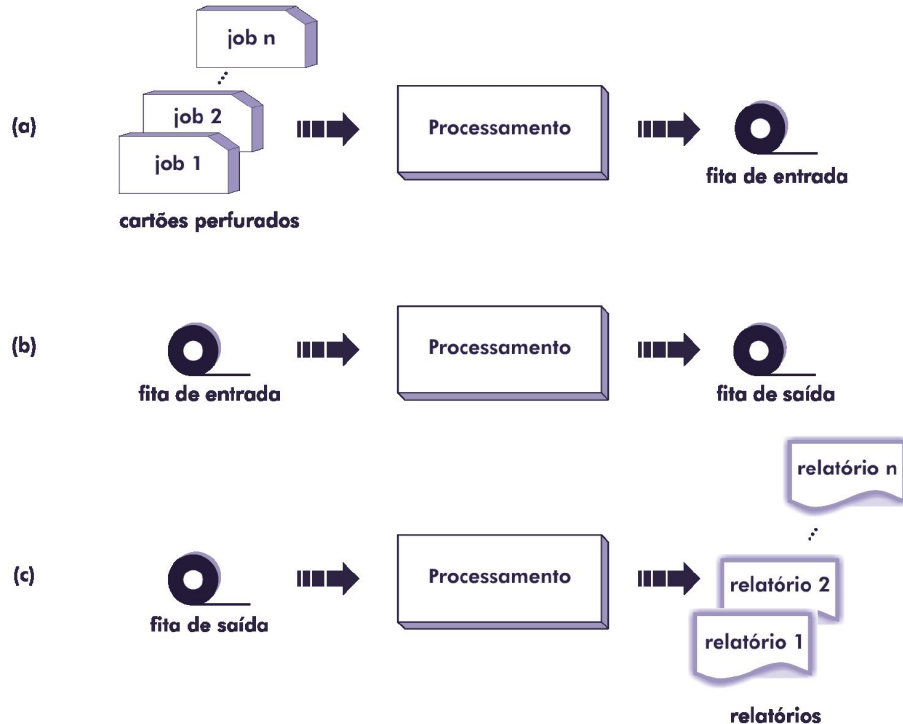 job n
job 2
job 1
cartões perfurados
(a)
Processamento
fita de entrada
(b)
fita de entrada
Processamento
fita de saída
(c)
fita de saída
Processamento
relatório n
relatório 2
relatório 1
relatórios